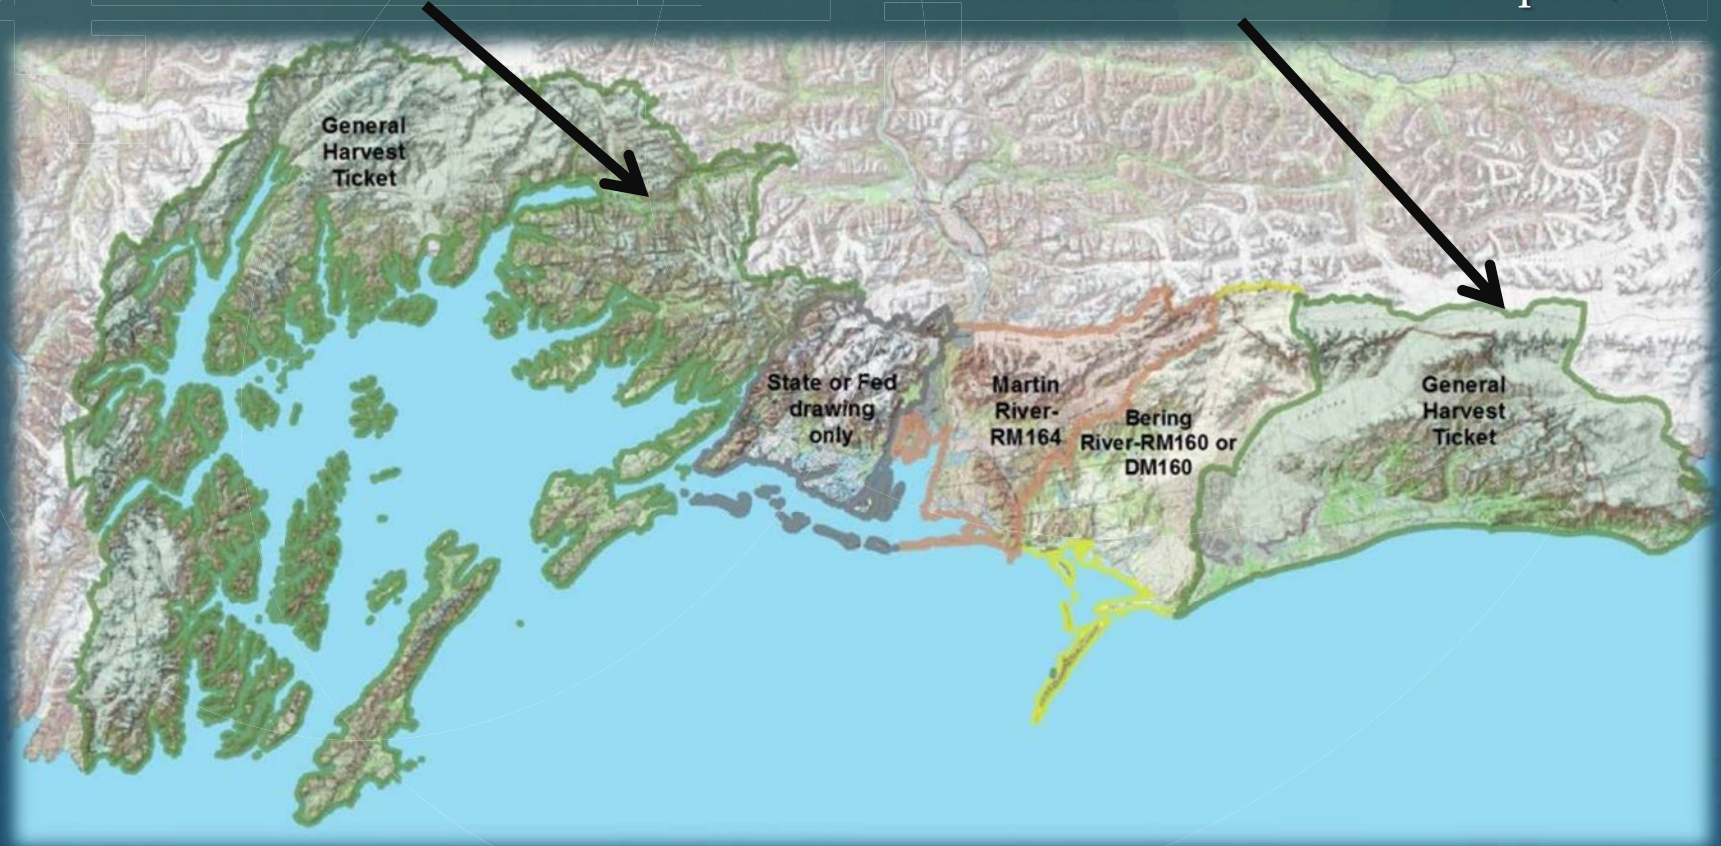 General
Harvest
Ticket
State or Fed
drawing
only
Martin
River-
RM164
Bering
River-RM160 or
DM160
General
Harvest
Ticket